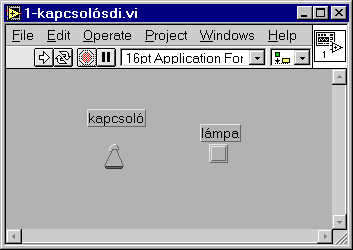 1-kapcsolósdi.vi
File Edit Operate Project Windows Help
16pt Application For
1
kapcsoló
lámpa